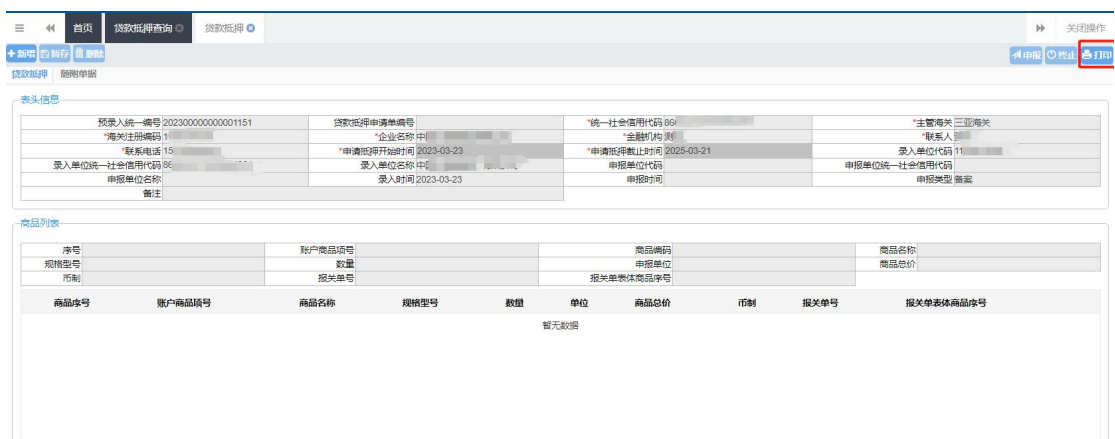 首页 贷款抵押查询 贷款抵押 关闭操作
新增 暂存 删除 申报 终止 打印
贷款抵押 随附单据
表头信息
预录入统一编号 202300000000001151 贷款抵押申请单编号 *统一社会信用代码 86 *主管海关 三亚海关
*海关注册编码 1 *企业名称 中 *金融机构 测 *联系人
*联系电话 15 *申请抵押开始时间 2023-03-23 *申请抵押截止时间 2025-03-21 录入单位代码 11
录入单位统一社会信用代码 86 录入单位名称 中 申报单位代码 申报单位统一社会信用代码
申报单位名称 录入时间 2023-03-23 申报时间 申报类型 备案
备注
商品列表
序号 账户商品项号 商品编码 商品名称
规格型号 数量 申报单位 商品总价
币制 报关单号 报关单表体商品序号
商品序号 账户商品项号 商品名称 规格型号 数量 单位 商品总价 币制 报关单号 报关单表体商品序号
暂无数据